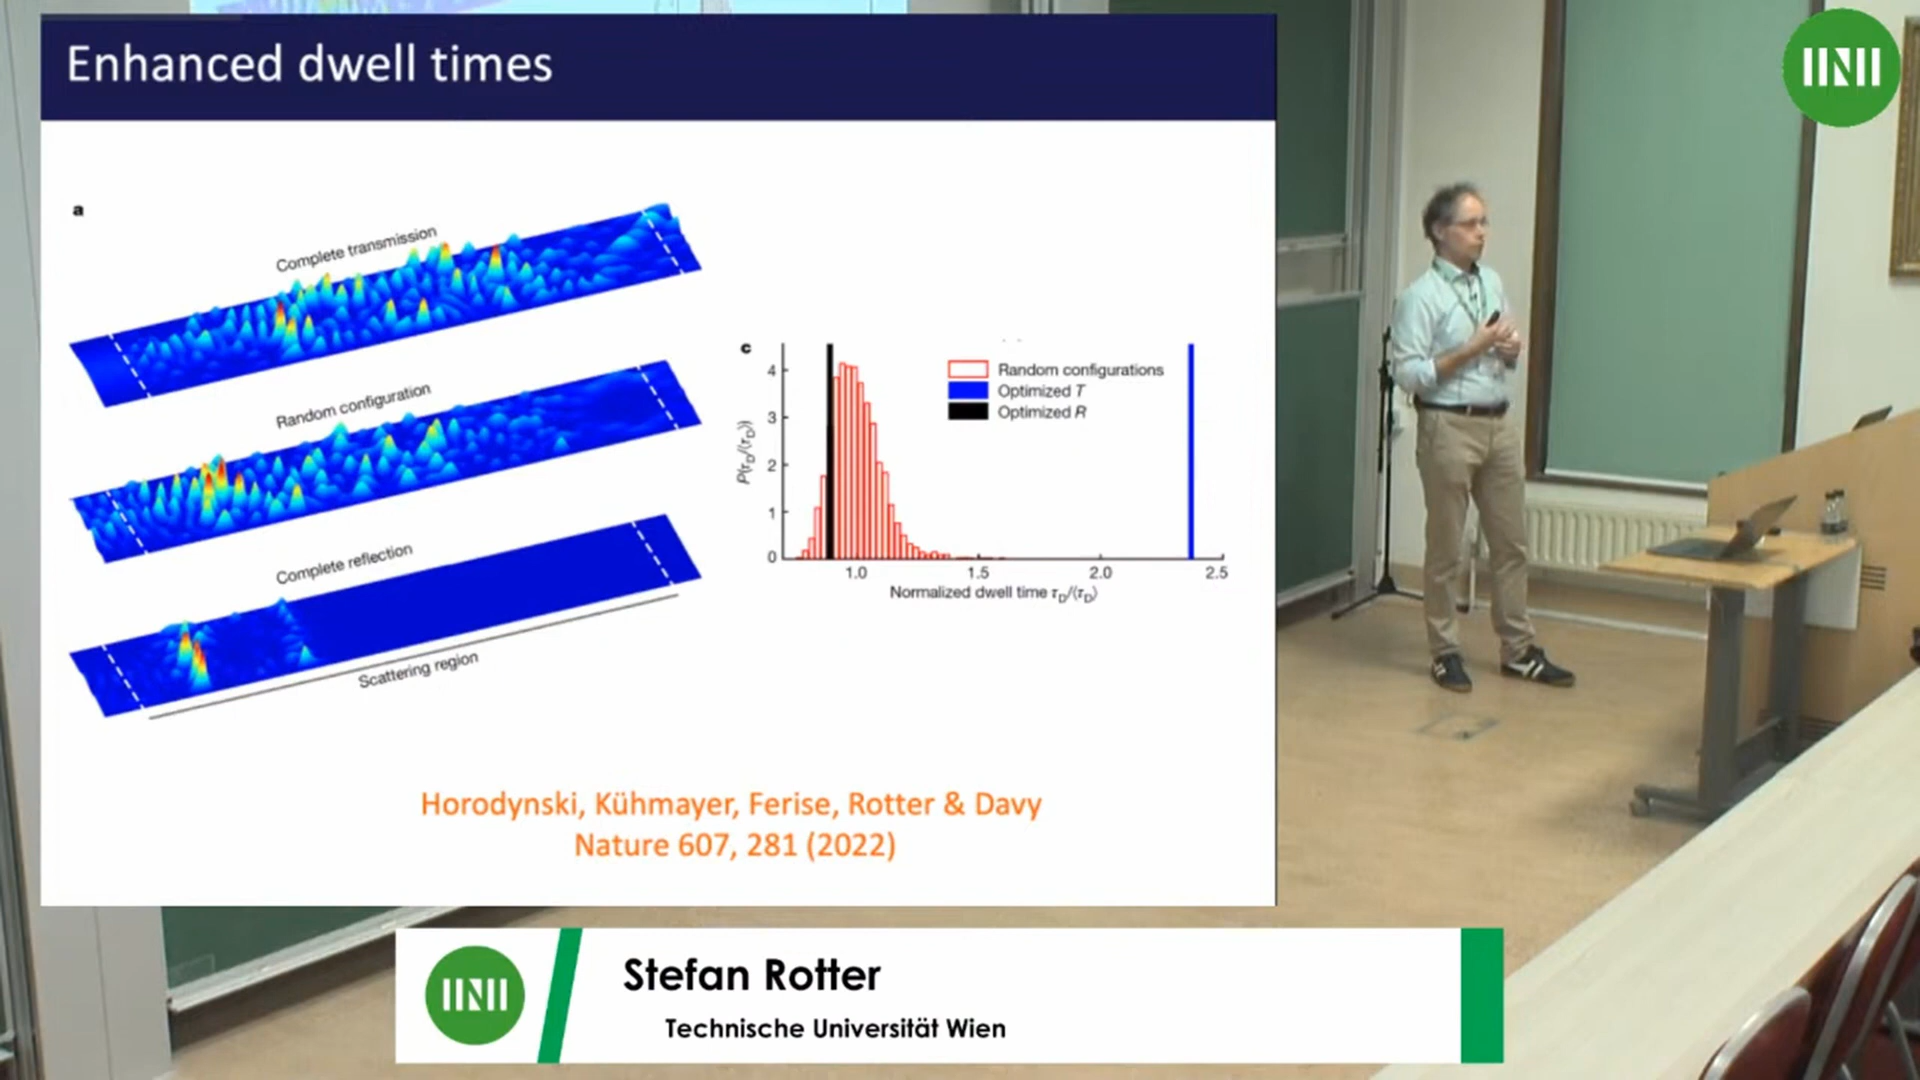 Enhanced dwell times
a
Complete transmission
Random configuration
Complete reflection
Scattering region
c
Random configurations
Optimized T
Optimized R
P(τD/⟨τD⟩)
4
3
2
1
0
1.0
1.5
2.0
2.5
Normalized dwell time τD/⟨τD⟩
Horodynski, Kühmayer, Ferise, Rotter & Davy
Nature 607, 281 (2022)
Stefan Rotter
Technische Universität Wien